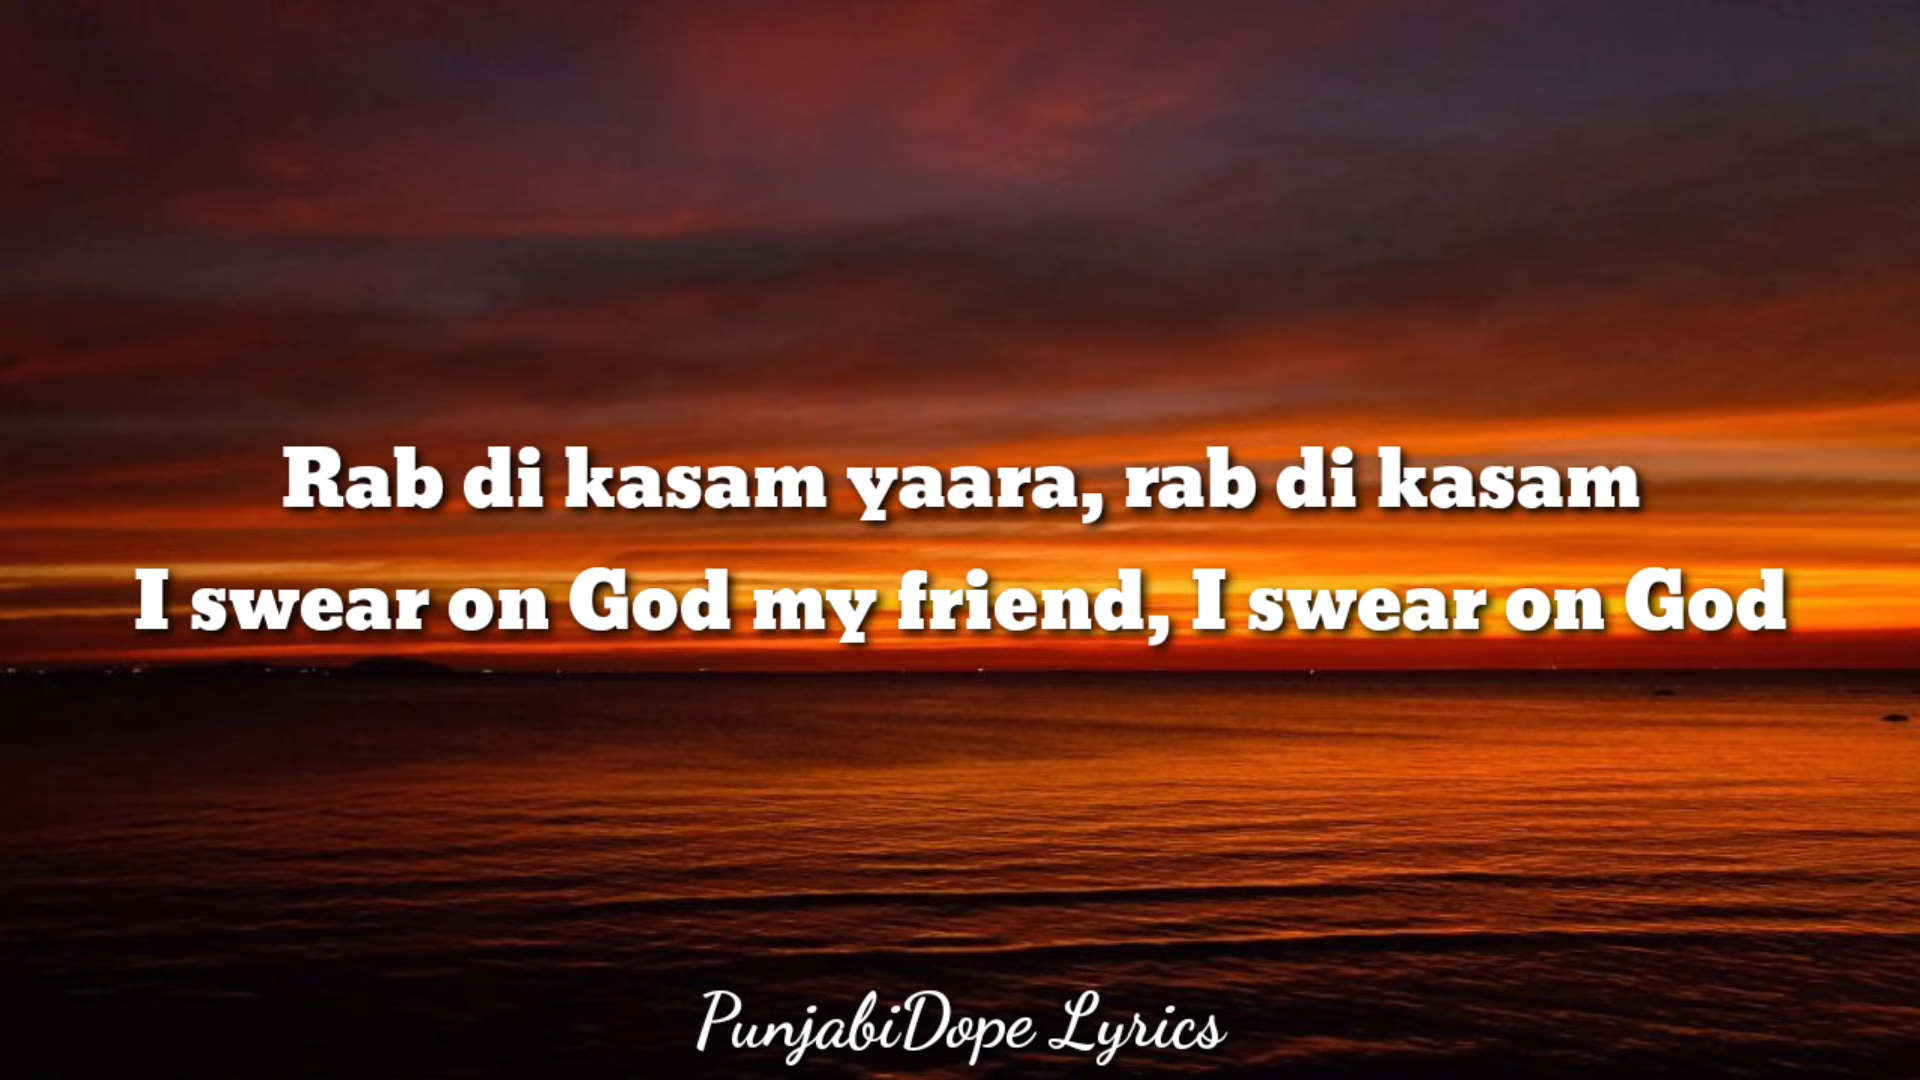 Rab di kasam yaara, rab di kasam
I swear on God my friend, I swear on God
PunjabiDope Lyrics